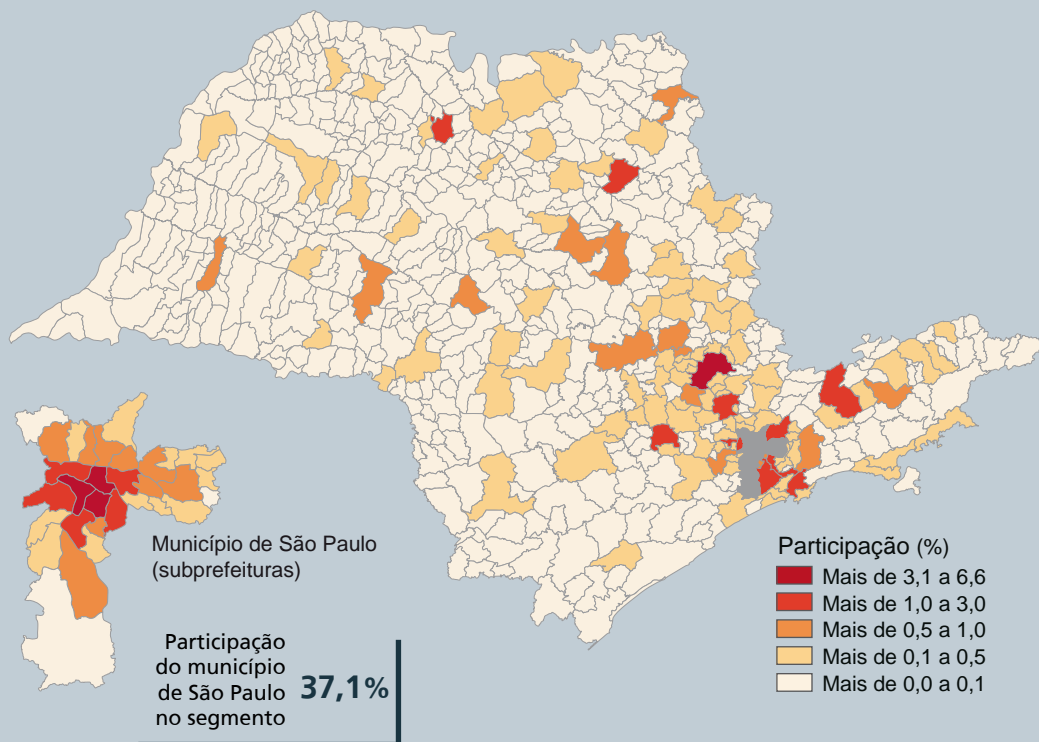 Município de São Paulo
(subprefeituras)
Participação
do município
de São Paulo
no segmento
37,1%
Participação (%)
Mais de 3,1 a 6,6
Mais de 1,0 a 3,0
Mais de 0,5 a 1,0
Mais de 0,1 a 0,5
Mais de 0,0 a 0,1